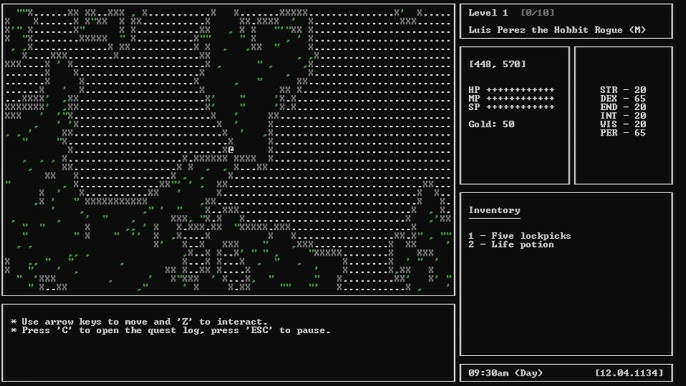 Level 1 [0/10]
Luis Perez the Hobbit Rogue (M)
[448, 570]
HP ++++++++++++
MP ++++++++++++
SP ++++++++++++
Gold: 50
STR - 20
DEX - 65
END - 20
INT - 20
WIS - 20
PER - 65
Inventory
1 - Five lockpicks
2 - Life potion
* Use arrow keys to move and 'Z' to interact.
* Press 'C' to open the quest log, press 'ESC' to pause.
09:30am (Day) [12.04.1134]